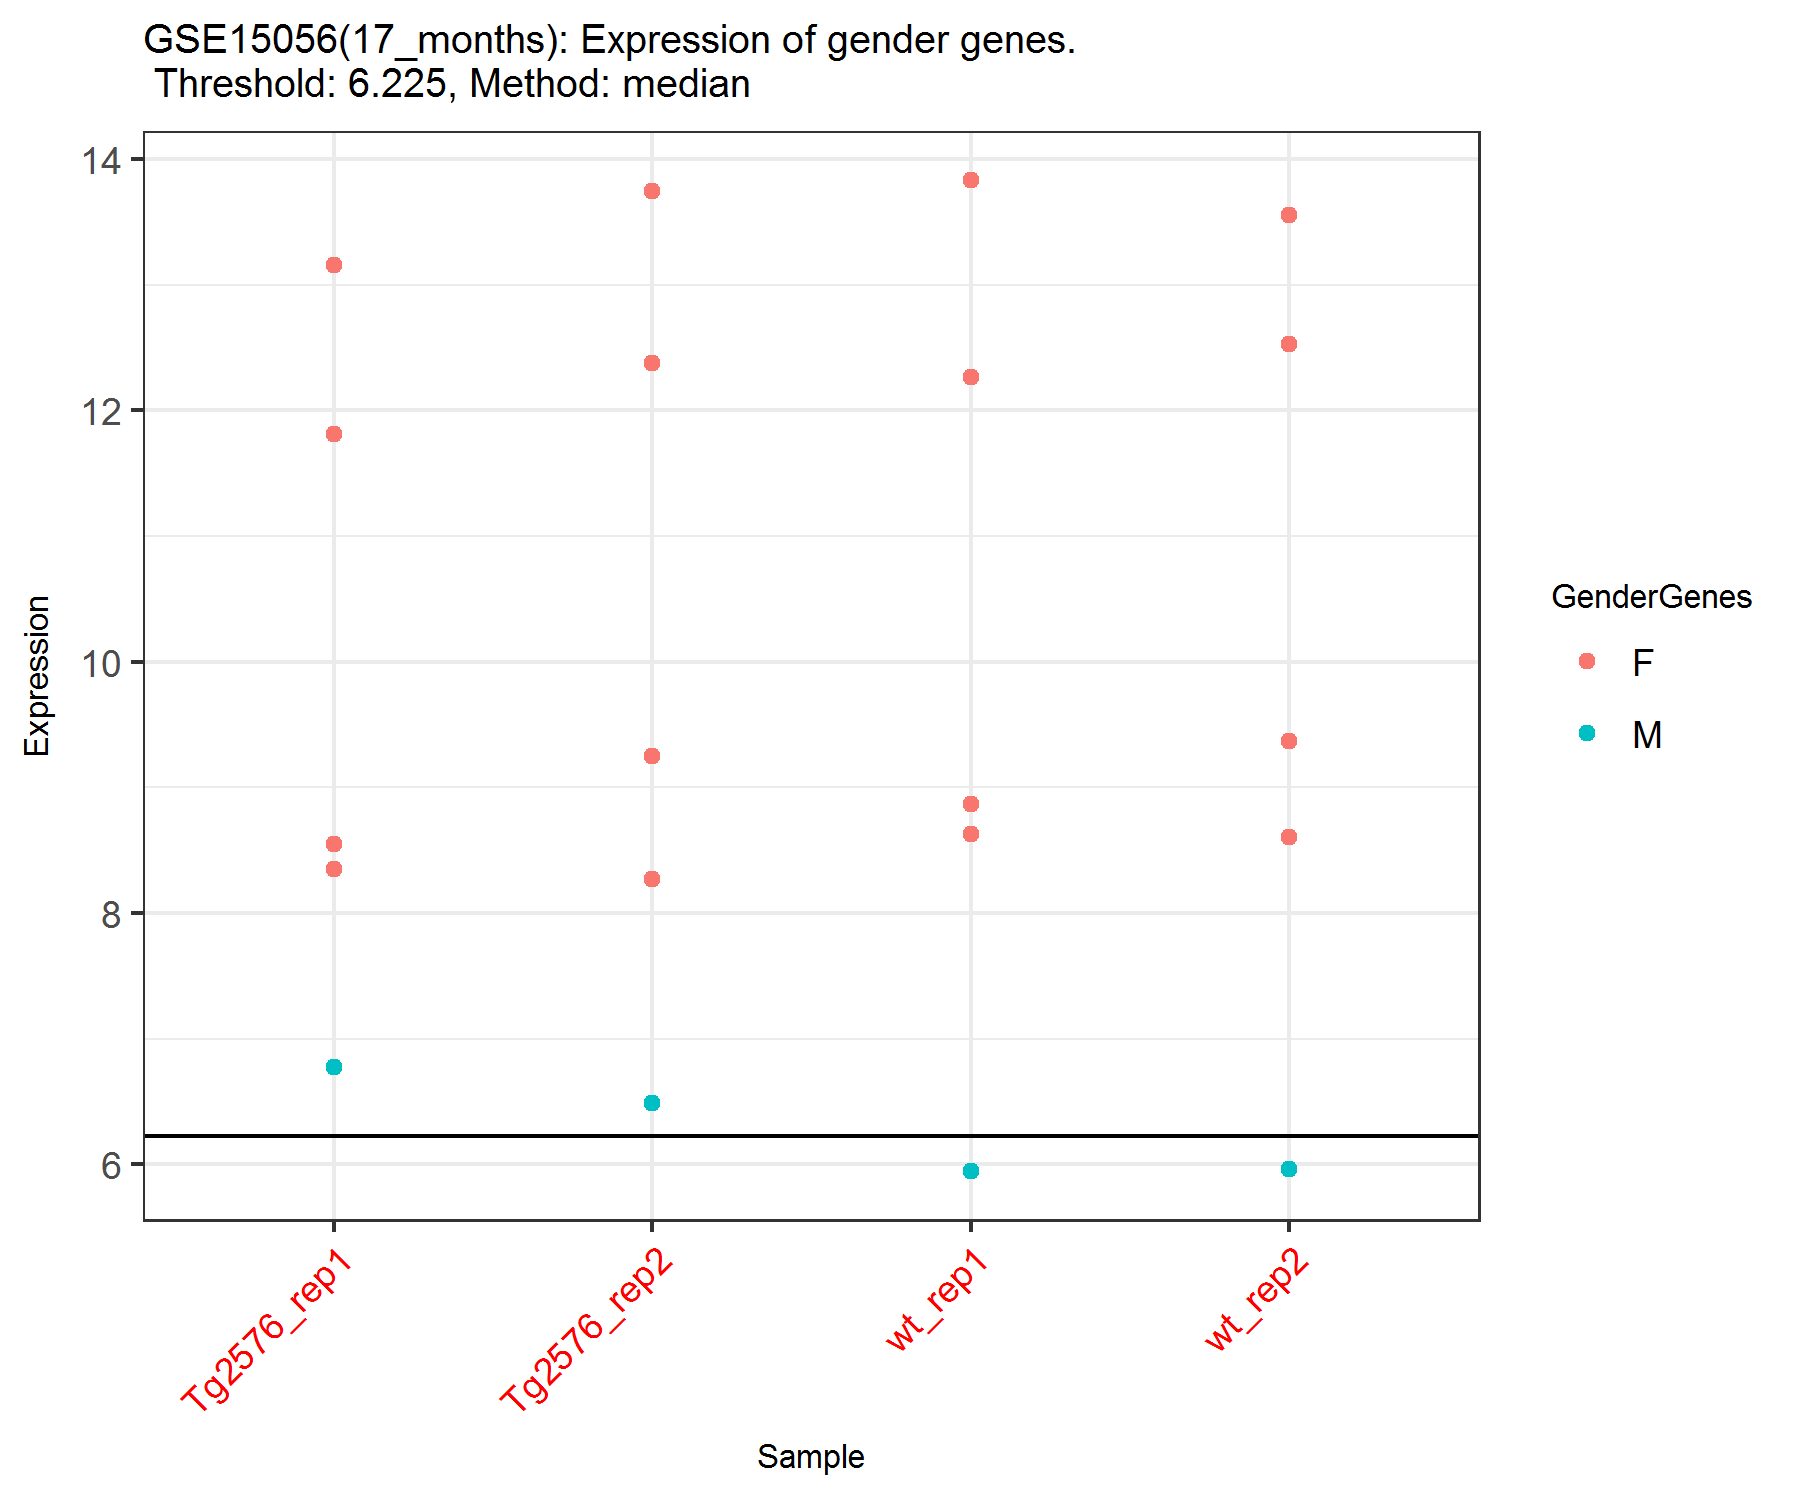 GSE15056(17_months): Expression of gender genes.
Threshold: 6.225, Method: median
14
12
10
8
6
Expression
Tg2576_rep1
Tg2576_rep2
wt_rep1
wt_rep2
Sample
GenderGenes
F
M